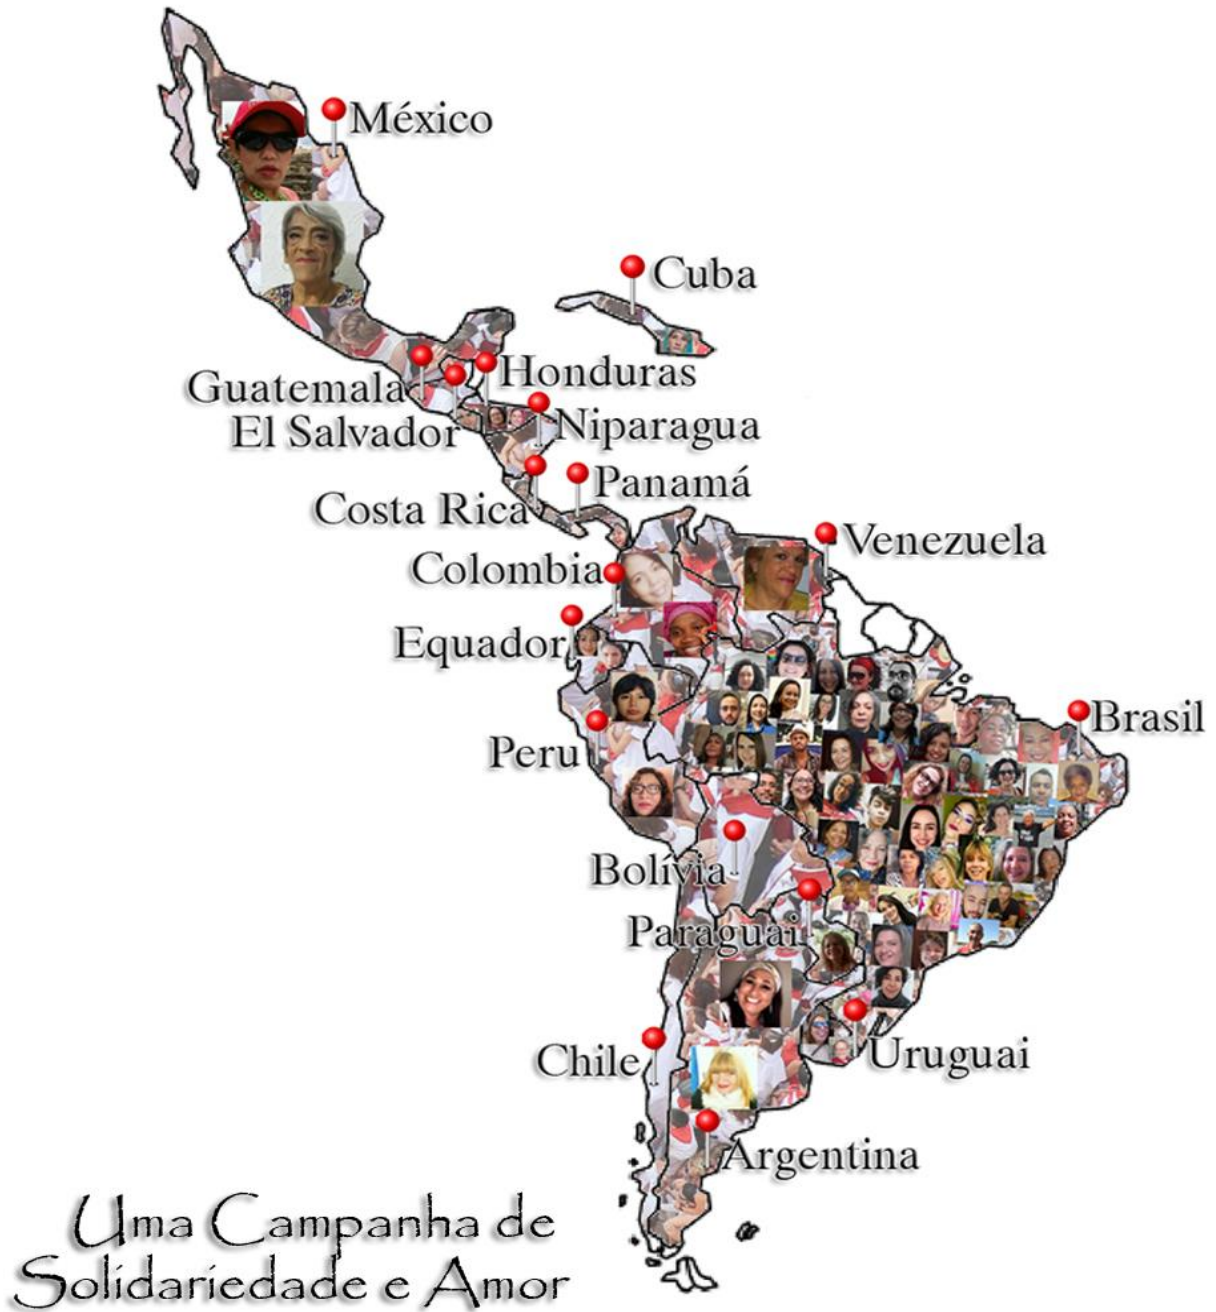 México
Cuba
Honduras
Guatemala
El Salvador
Niparagua
Panamá
Costa Rica
Venezuela
Colombia
Equador
Brasil
Peru
Bolívia
Paraguai
Uruguai
Chile
Argentina
Uma Campanha de
Solidariedade e Amor